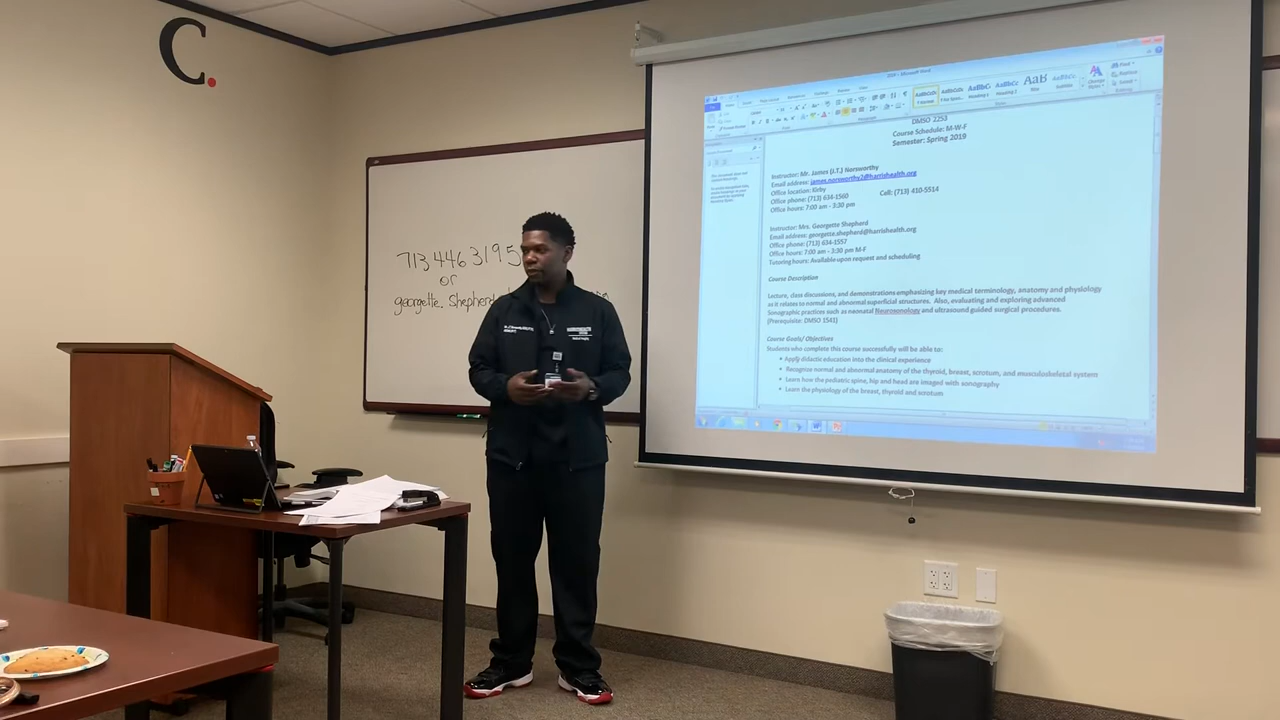 C.
713 446 3195
or
georgette. Shepherd
DMSO 2253
Course Schedule: M-W-F
Semester: Spring 2019
Instructor: Mr. James (J.T.) Norsworthy
Email address: james.norsworthy2@harrishealth.org
Office location: Kirby
Office phone: (713) 634-1560 Cell: (713) 410-5514
Office hours: 7:00 am - 3:30 pm
Instructor: Mrs. Georgette Shepherd
Email address: georgette.shepherd@harrishealth.org
Office phone: (713) 634-1557
Office hours: 7:00 am - 3:30 pm M-F
Tutoring hours: Available upon request and scheduling
Course Description
Lecture, class discussions, and demonstrations emphasizing key medical terminology, anatomy and physiology
as it relates to normal and abnormal superficial structures. Also, evaluating and exploring advanced
Sonographic practices such as neonatal Neurosonology and ultrasound guided surgical procedures.
(Prerequisite: DMSO 1541)
Course Goals/ Objectives
Students who complete this course successfully will be able to:
• Apply didactic education into the clinical experience
• Recognize normal and abnormal anatomy of the thyroid, breast, scrotum, and musculoskeletal system
• Learn how the pediatric spine, hip and head are imaged with sonography
• Learn the physiology of the breast, thyroid and scrotum